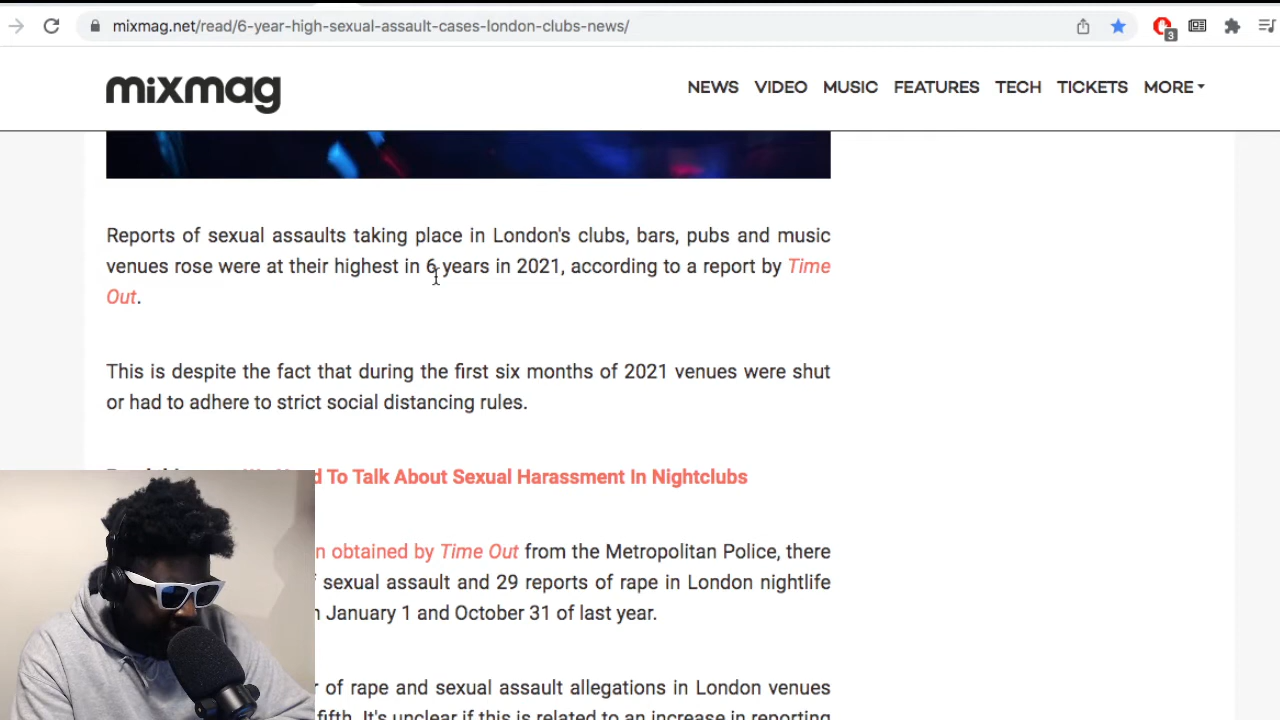 mixmag.net/read/6-year-high-sexual-assault-cases-london-clubs-news/
3
mixmag
NEWS VIDEO MUSIC FEATURES TECH TICKETS MORE
Reports of sexual assaults taking place in London's clubs, bars, pubs and music
venues rose were at their highest in 6 years in 2021, according to a report by Time
Out.
This is despite the fact that during the first six months of 2021 venues were shut
or had to adhere to strict social distancing rules.
To Talk About Sexual Harassment In Nightclubs
obtained by Time Out from the Metropolitan Police, there
sexual assault and 29 reports of rape in London nightlife
January 1 and October 31 of last year.
of rape and sexual assault allegations in London venues
fifth. It's unclear if this is related to an increase in reporting